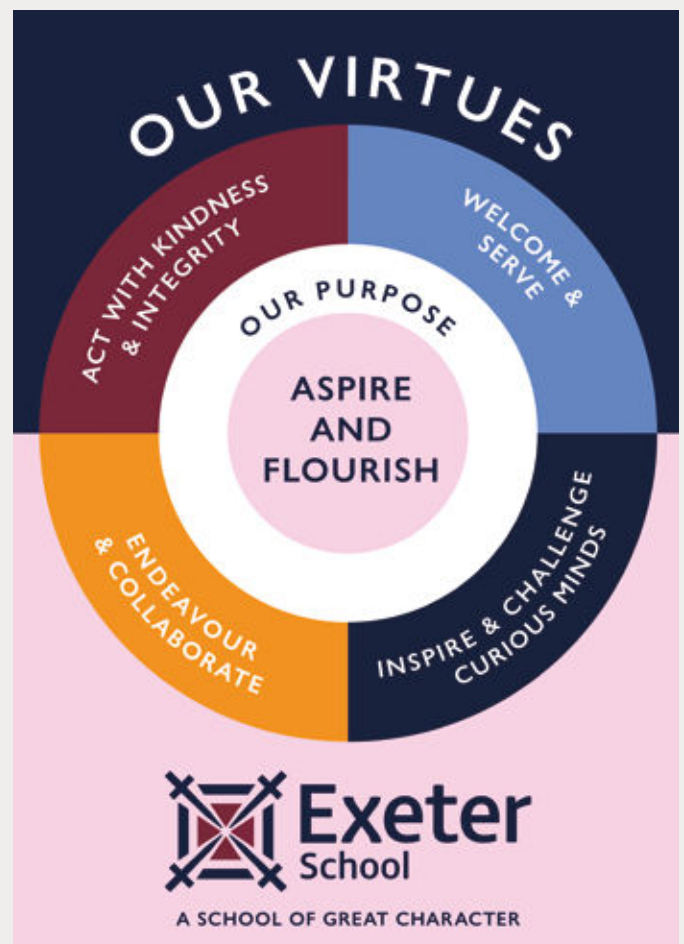 OUR VIRTUES
ACT WITH KINDNESS
& INTEGRITY
WELCOME &
SERVE
OUR PURPOSE
ASPIRE
AND
FLOURISH
ENDEAVOUR
& COLLABORATE
INSPIRE & CHALLENGE
CURIOUS MINDS
Exeter
School
A SCHOOL OF GREAT CHARACTER